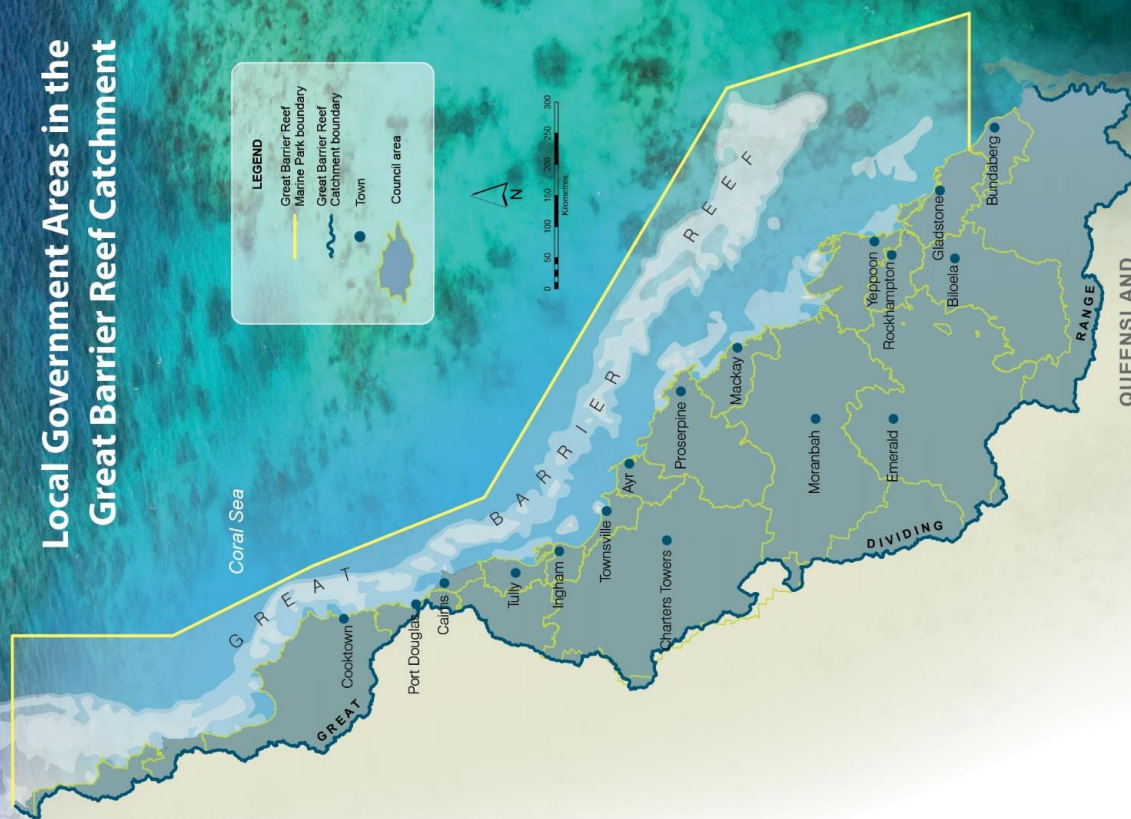 Local Government Areas in the
Great Barrier Reef Catchment
Coral Sea
LEGEND
Great Barrier Reef
Marine Park boundary
Great Barrier Reef
Catchment boundary
Town
Council area
N
0 50 100 150 200 250 300
Kilometres
GREAT BARRIER REEF
Cooktown
Port Douglas
Cairns
Tully
Ingham
Townsville
Ayr
Charters Towers
Proserpine
Mackay
Moranbah
Emerald
Yeppoon
Rockhampton
Gladstone
Biloela
Bundaberg
GREAT DIVIDING RANGE
QUEENSLAND